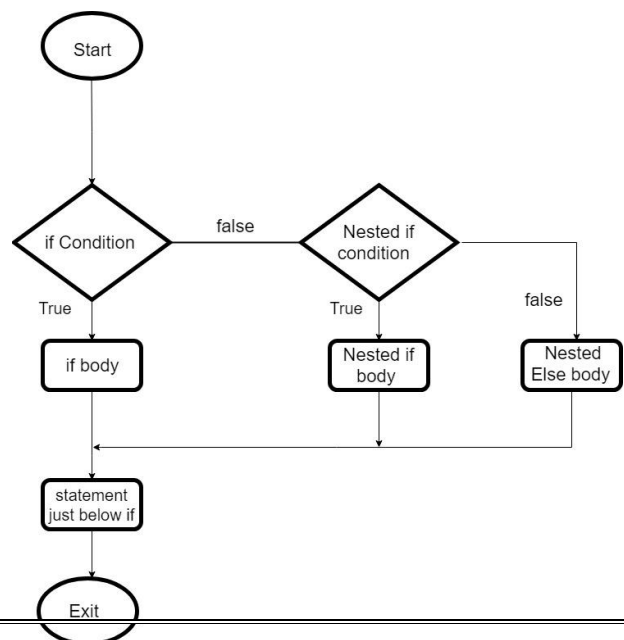 Start
if Condition
false
Nested if
condition
True
True
false
if body
Nested if
body
Nested
Else body
statement
just below if
Exit